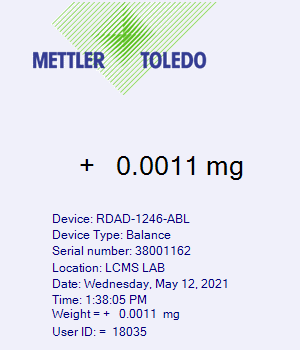 METTLER TOLEDO
+ 0.0011 mg
Device: RDAD-1246-ABL
Device Type: Balance
Serial number: 38001162
Location: LCMS LAB
Date: Wednesday, May 12, 2021
Time: 1:38:05 PM
Weight = + 0.0011 mg
User ID: = 18035